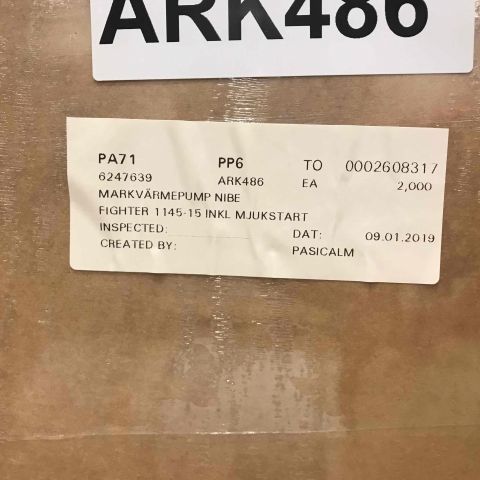 ARK486
PA71 PP6 TO 0002608317
6247639 ARK486 EA 2,000
MARKVÄRMEPUMP NIBE
FIGHTER 1145-15 INKL MJUKSTART
INSPECTED: DAT: 09.01.2019
CREATED BY: PASICALM